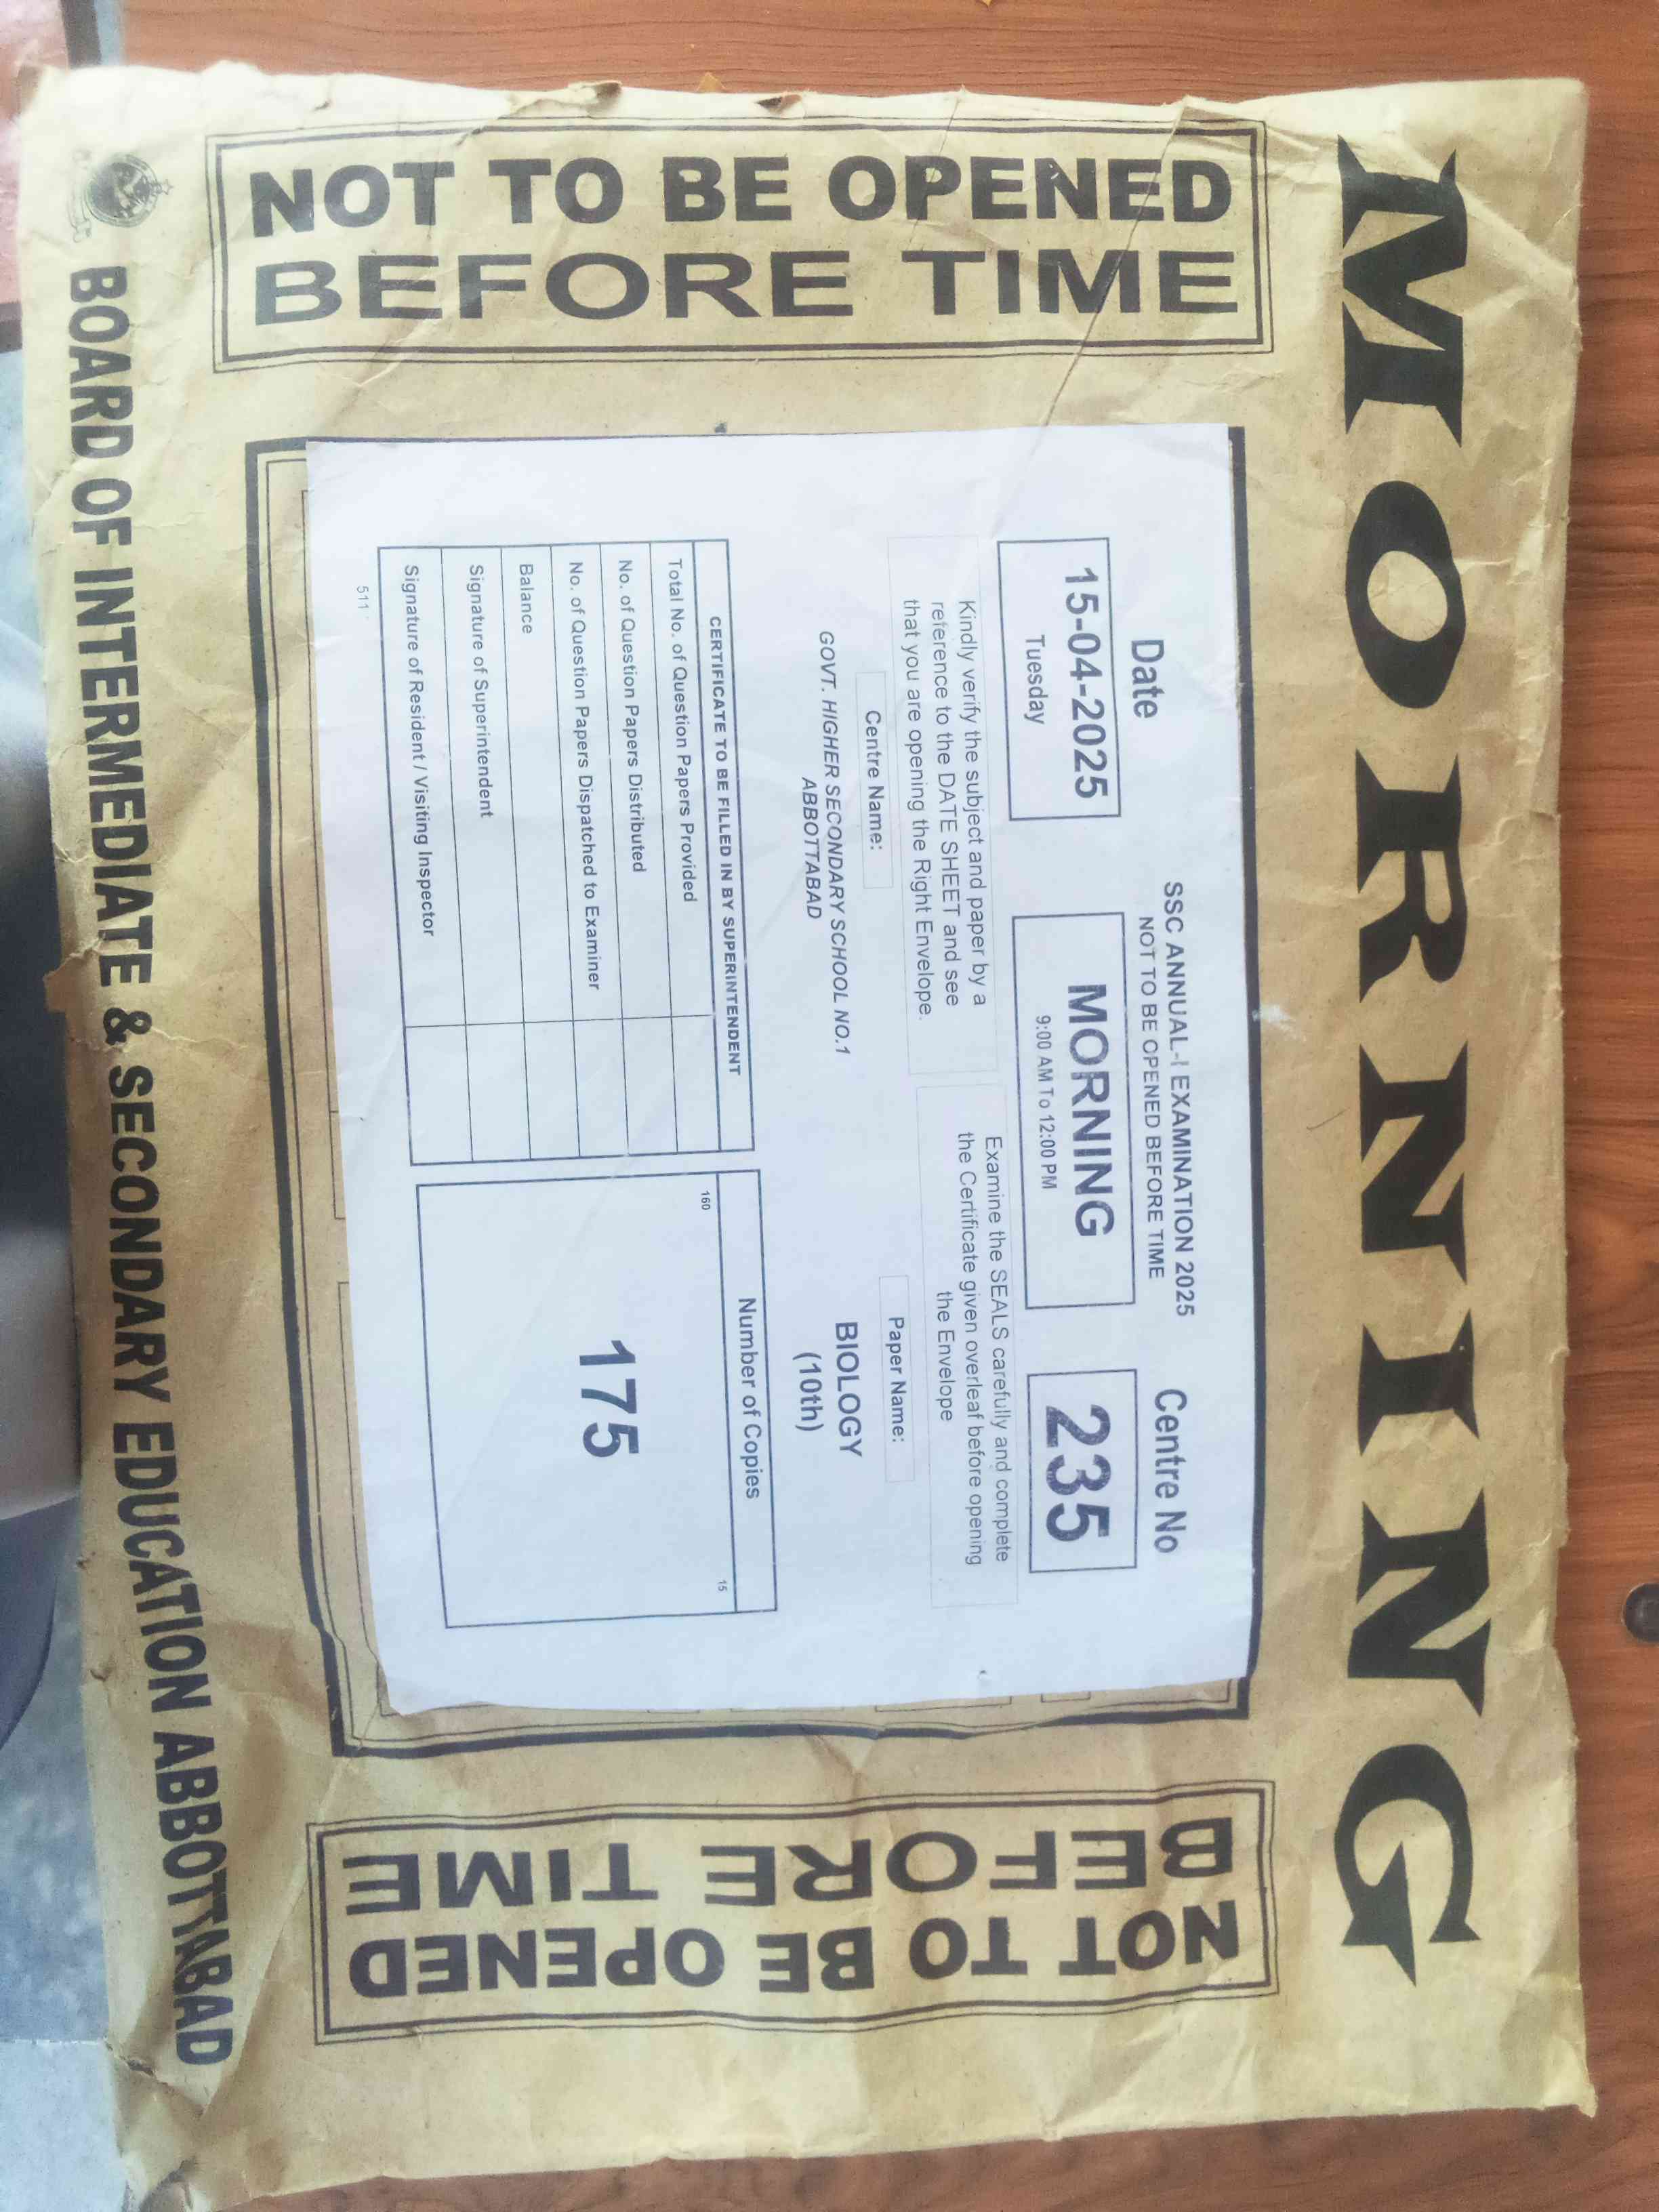 MORNING
NOT TO BE OPENED
BEFORE TIME
SSC ANNUAL-I EXAMINATION 2025
NOT TO BE OPENED BEFORE TIME
Date
15-04-2025
Tuesday
MORNING
9:00 AM To 12:00 PM
Centre No
235
Kindly verify the subject and paper by a
reference to the DATE SHEET and see
that you are opening the Right Envelope.
Examine the SEALS carefully and complete
the Certificate given overleaf before opening
the Envelope
Centre Name:
GOVT. HIGHER SECONDARY SCHOOL NO.1
ABBOTTABAD
Paper Name:
BIOLOGY
(10th)
CERTIFICATE TO BE FILLED IN BY SUPERINTENDENT
Total No. of Question Papers Provided
No. of Question Papers Distributed
No. of Question Papers Dispatched to Examiner
Balance
Signature of Superintendent
Signature of Resident / Visiting Inspector
511
Number of Copies
160
15
175
NOT TO BE OPENED
BEFORE TIME
BOARD OF INTERMEDIATE & SECONDARY EDUCATION ABBOTTABAD